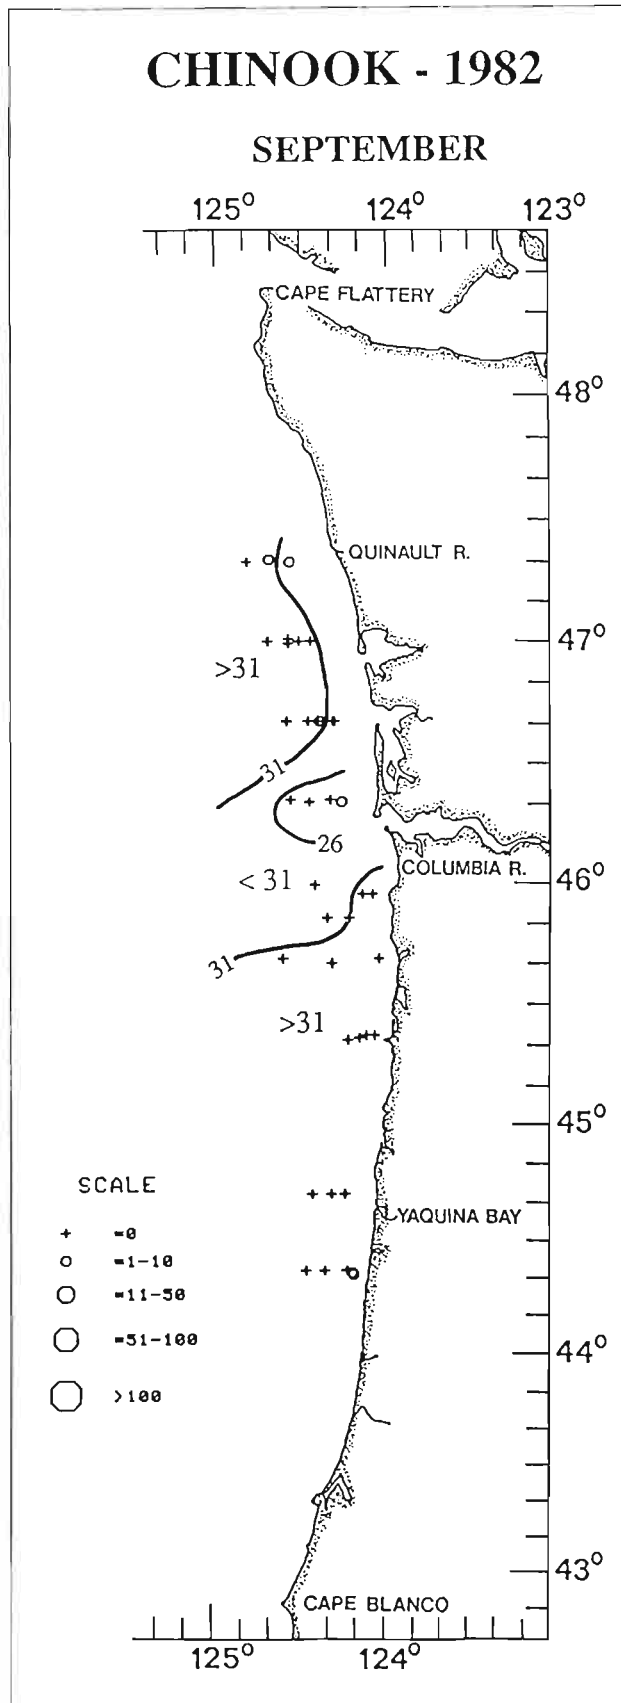 CHINOOK - 1982
SEPTEMBER
125° 124° 123°
CAPE FLATTERY
48°
QUINAULT R.
47°
>31
31
26
COLUMBIA R.
< 31
46°
31
>31
45°
SCALE
YAQUINA BAY
+ =0
=1-10
=11-50
=51-100
44°
>100
43°
CAPE BLANCO
125° 124°